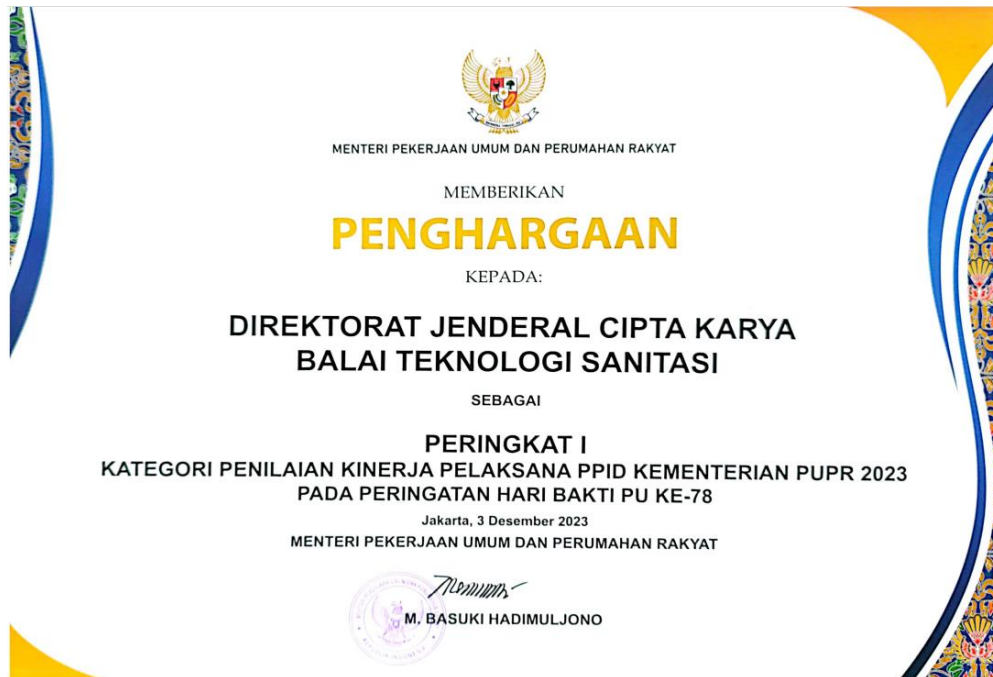 MENTERI PEKERJAAN UMUM DAN PERUMAHAN RAKYAT
MEMBERIKAN
PENGHARGAAN
KEPADA:
DIREKTORAT JENDERAL CIPTA KARYA
BALAI TEKNOLOGI SANITASI
SEBAGAI
PERINGKAT I
KATEGORI PENILAIAN KINERJA PELAKSANA PPID KEMENTERIAN PUPR 2023
PADA PERINGATAN HARI BAKTI PU KE-78
Jakarta, 3 Desember 2023
MENTERI PEKERJAAN UMUM DAN PERUMAHAN RAKYAT
M. BASUKI HADIMULJONO